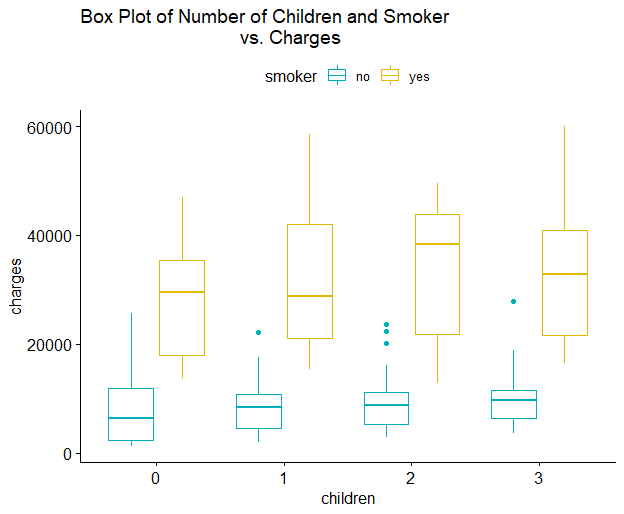 Box Plot of Number of Children and Smoker
vs. Charges
smoker no yes
60000
40000
20000
0
charges
0 1 2 3
children